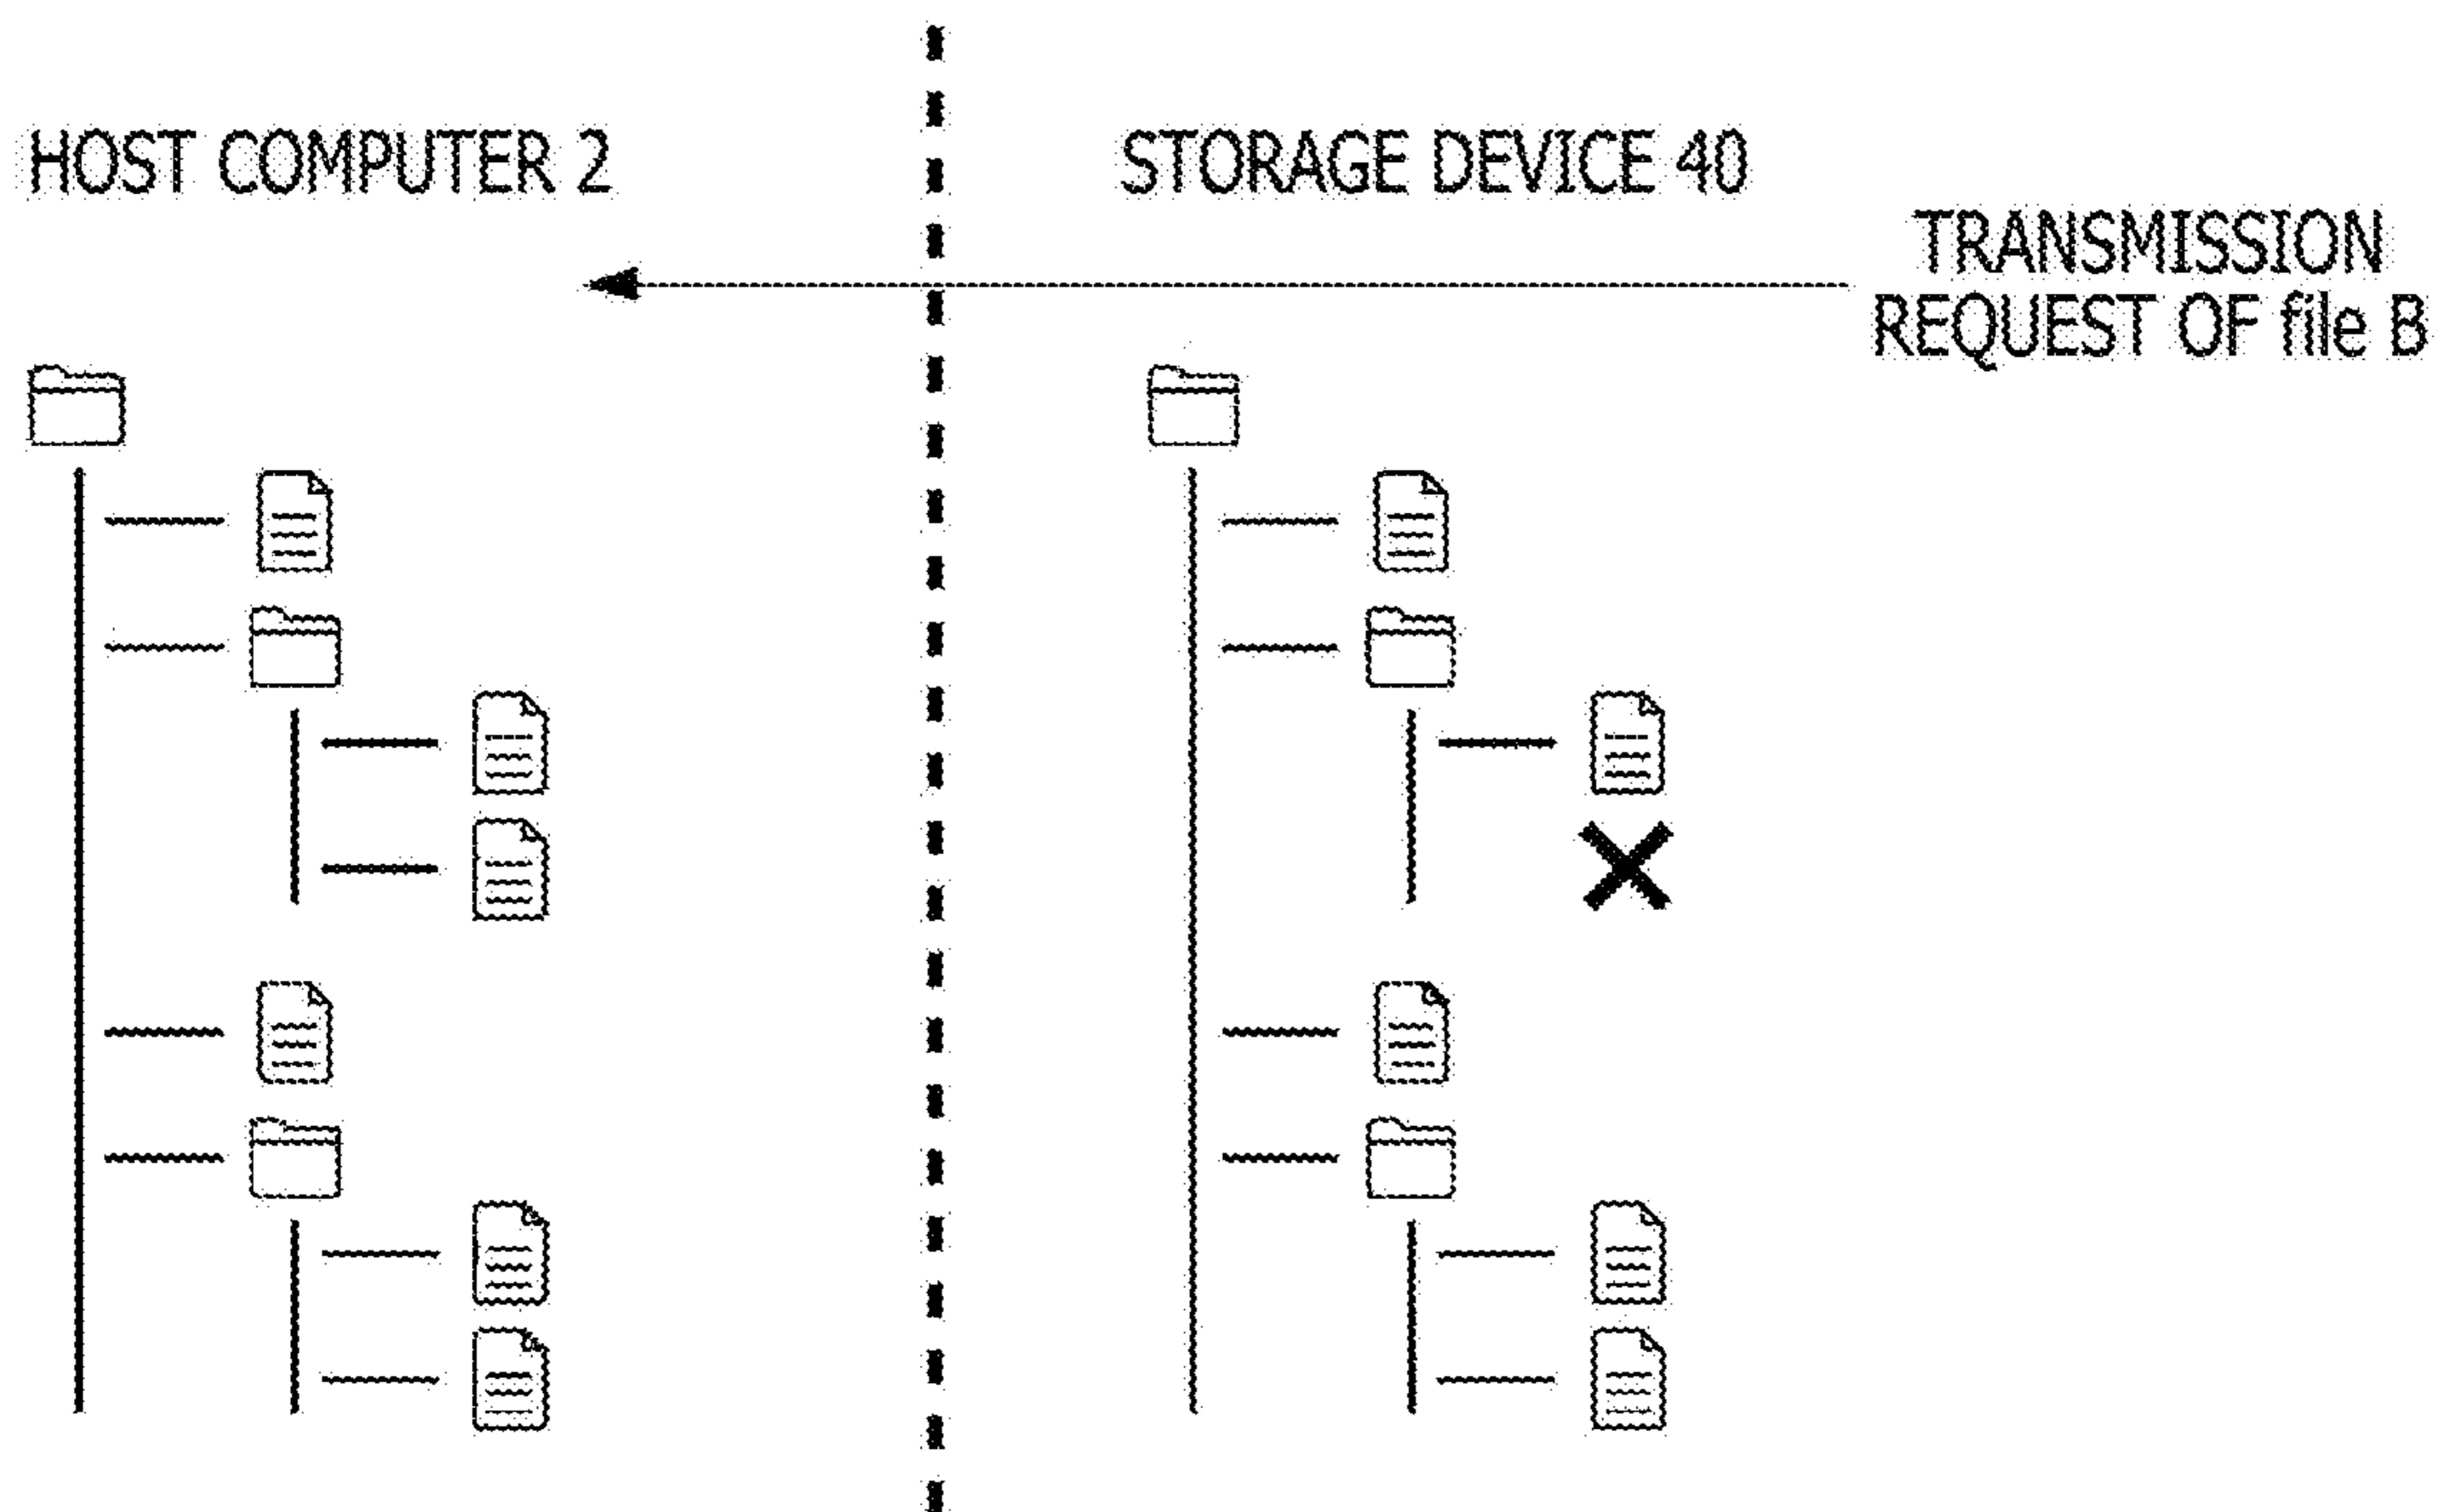 HOST COMPUTER 2
STORAGE DEVICE 40
TRANSMISSION
REQUEST OF file B